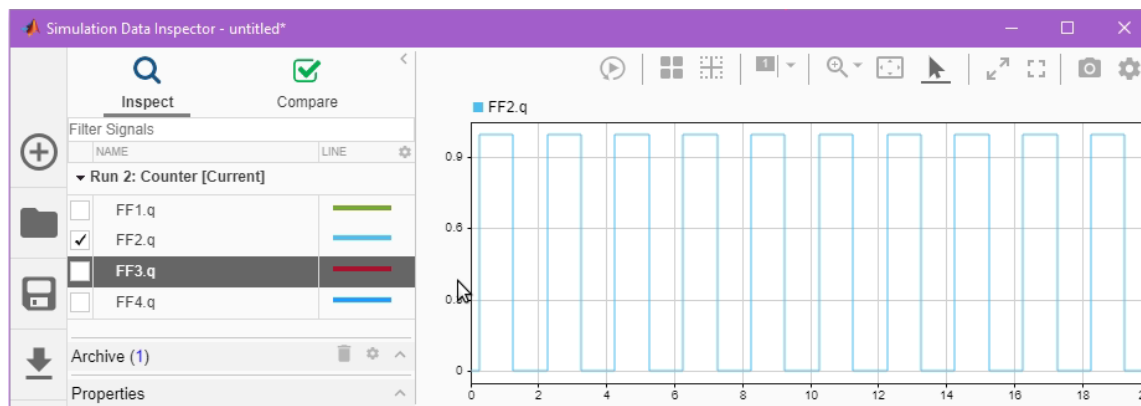 Simulation Data Inspector - untitled*
Inspect
Compare
Filter Signals
NAME LINE
Run 2: Counter [Current]
FF1.q
FF2.q
FF3.q
FF4.q
Archive (1)
Properties
1
FF2.q
0.9
0.6
0
0 2 4 6 8 10 12 14 16 18